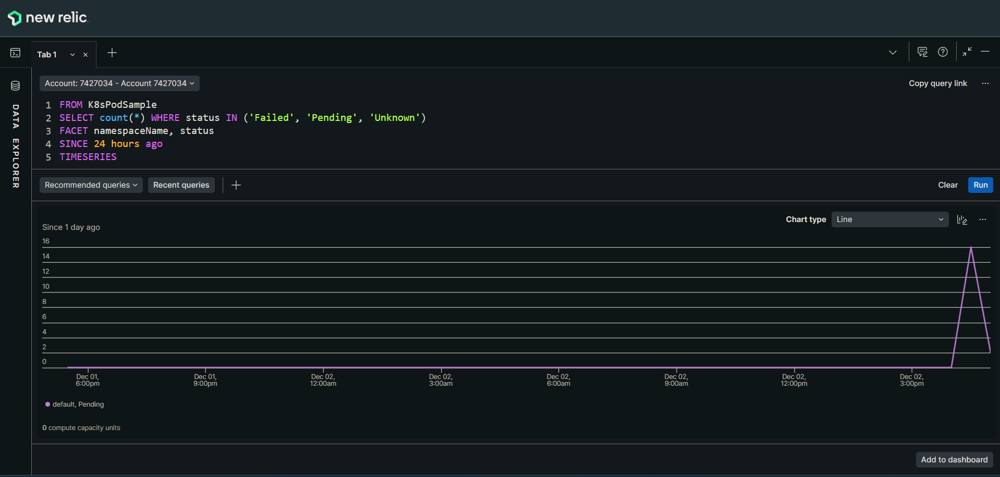 new relic
Tab 1
Account: 7427034 - Account 7427034
Copy query link
DATA EXPLORER
1 FROM K8sPodSample
2 SELECT count(*) WHERE status IN ('Failed', 'Pending', 'Unknown')
3 FACET namespaceName, status
4 SINCE 24 hours ago
5 TIMESERIES
Recommended queries
Recent queries
Clear
Run
Chart type
Line
Since 1 day ago
16
14
12
10
8
6
4
2
0
Dec 01,
6:00pm
Dec 01,
9:00pm
Dec 02,
12:00am
Dec 02,
3:00am
Dec 02,
6:00am
Dec 02,
9:00am
Dec 02,
12:00pm
Dec 02,
3:00pm
default, Pending
0 compute capacity units
Add to dashboard